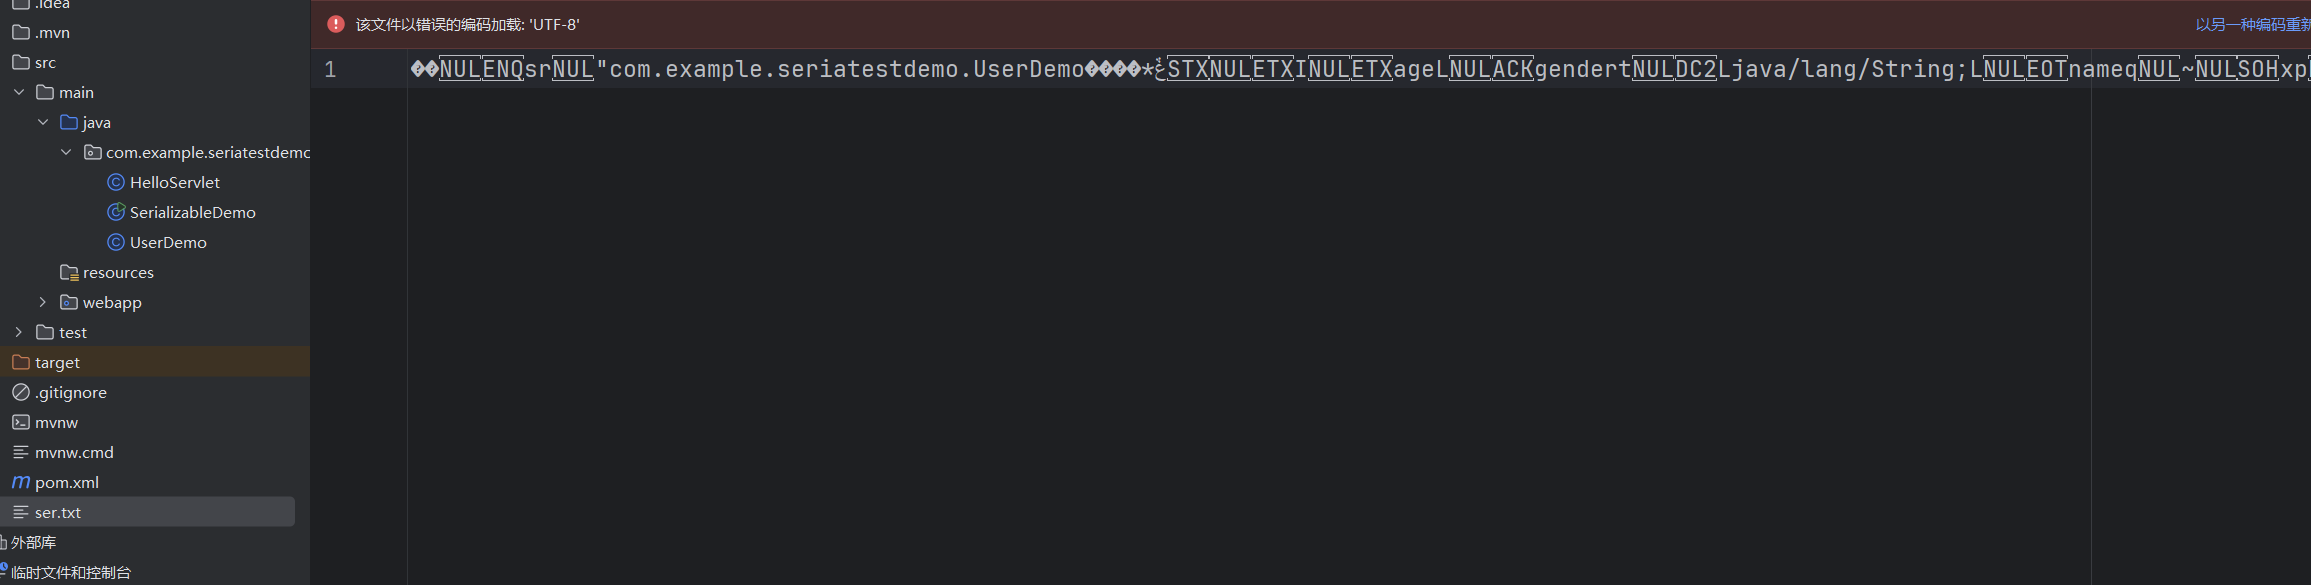 .idea
.mvn
src
main
java
com.example.seriatestdemo
HelloServlet
SerializableDemo
UserDemo
resources
webapp
test
target
.gitignore
mvnw
mvnw.cmd
pom.xml
ser.txt
外部库
临时文件和控制台
该文件以错误的编码加载: 'UTF-8'
以另一种编码重新
1
��NULENQsrNUL"com.example.seriatestdemo.UserDemo����*STXNULETXINULETXageLNULACKgendertNULDC2Ljava/lang/String;LNULEOTnameqNUL~NULSOHxp